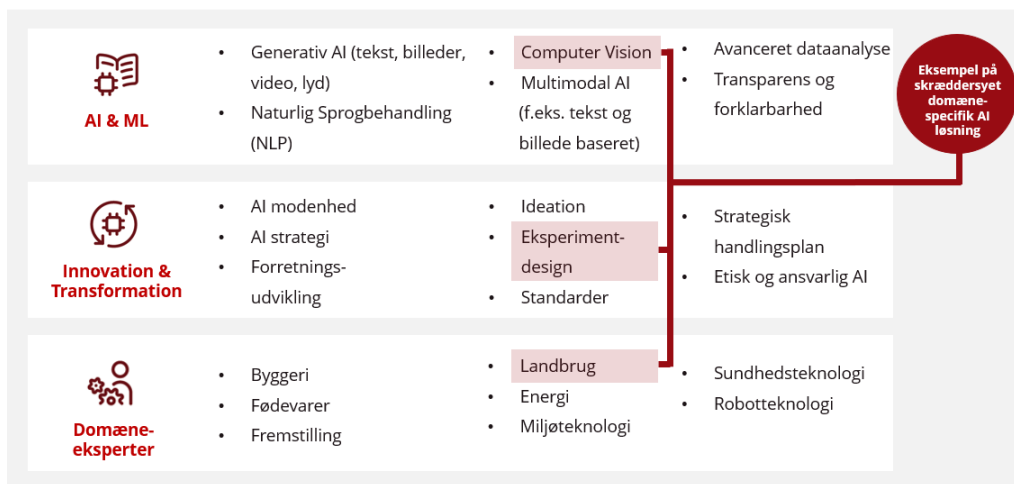 AI & ML
• Generativ AI (tekst, billeder,
video, lyd)
• Naturlig Sprogbehandling
(NLP)
• Computer Vision
• Multimodal AI
(f.eks. tekst og
billede baseret)
• Avanceret dataanalyse
• Transparens og
forklarbarhed
Eksempel på
skræddersyet
domæne-
specifik AI
løsning
Innovation &
Transformation
• AI modenhed
• AI strategi
• Forretnings-
udvikling
• Ideation
• Eksperiment-
design
• Standarder
• Strategisk
handlingsplan
• Etisk og ansvarlig AI
Domæne-
eksperter
• Byggeri
• Fødevarer
• Fremstilling
• Landbrug
• Energi
• Miljøteknologi
• Sundhedsteknologi
• Robotteknologi